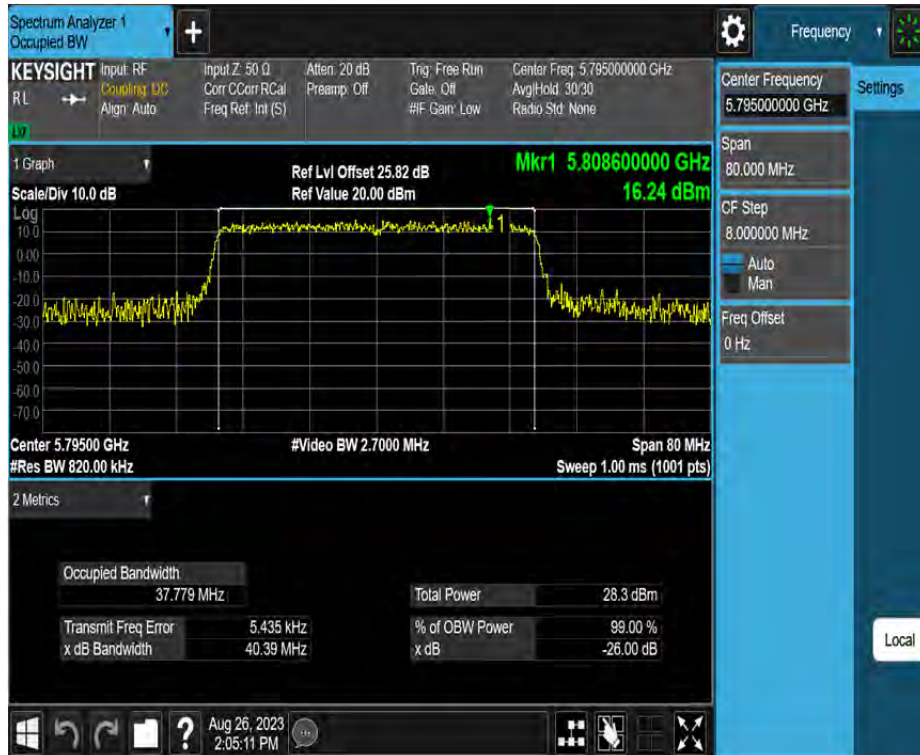 Spectrum Analyzer 1
Occupied BW
+
Frequency
KEYSIGHT
RL
LXI
Input: RF
Coupling: DC
Align: Auto
Input Z: 50 Ω
Corr CCorr RCal
Freq Ref: Int (S)
Atten: 20 dB
Preamp: Off
Trig: Free Run
Gate: Off
#IF Gain: Low
Center Freq: 5.795000000 GHz
Avg|Hold: 30/30
Radio Std: None
Center Frequency
5.795000000 GHz
Settings
Span
80.000 MHz
CF Step
8.000000 MHz
Auto
Man
Freq Offset
0 Hz
Local
1 Graph
Scale/Div 10.0 dB
Ref Lvl Offset 25.82 dB
Ref Value 20.00 dBm
Mkr1 5.808600000 GHz
16.24 dBm
Log
10.0
0.00
-10.0
-20.0
-30.0
-40.0
-50.0
-60.0
-70.0
1
Center 5.79500 GHz
#Res BW 820.00 kHz
#Video BW 2.7000 MHz
Span 80 MHz
Sweep 1.00 ms (1001 pts)
2 Metrics
Occupied Bandwidth
37.779 MHz
Total Power 28.3 dBm
Transmit Freq Error 5.435 kHz
% of OBW Power 99.00 %
x dB Bandwidth 40.39 MHz
x dB -26.00 dB
?
Aug 26, 2023
2:05:11 PM